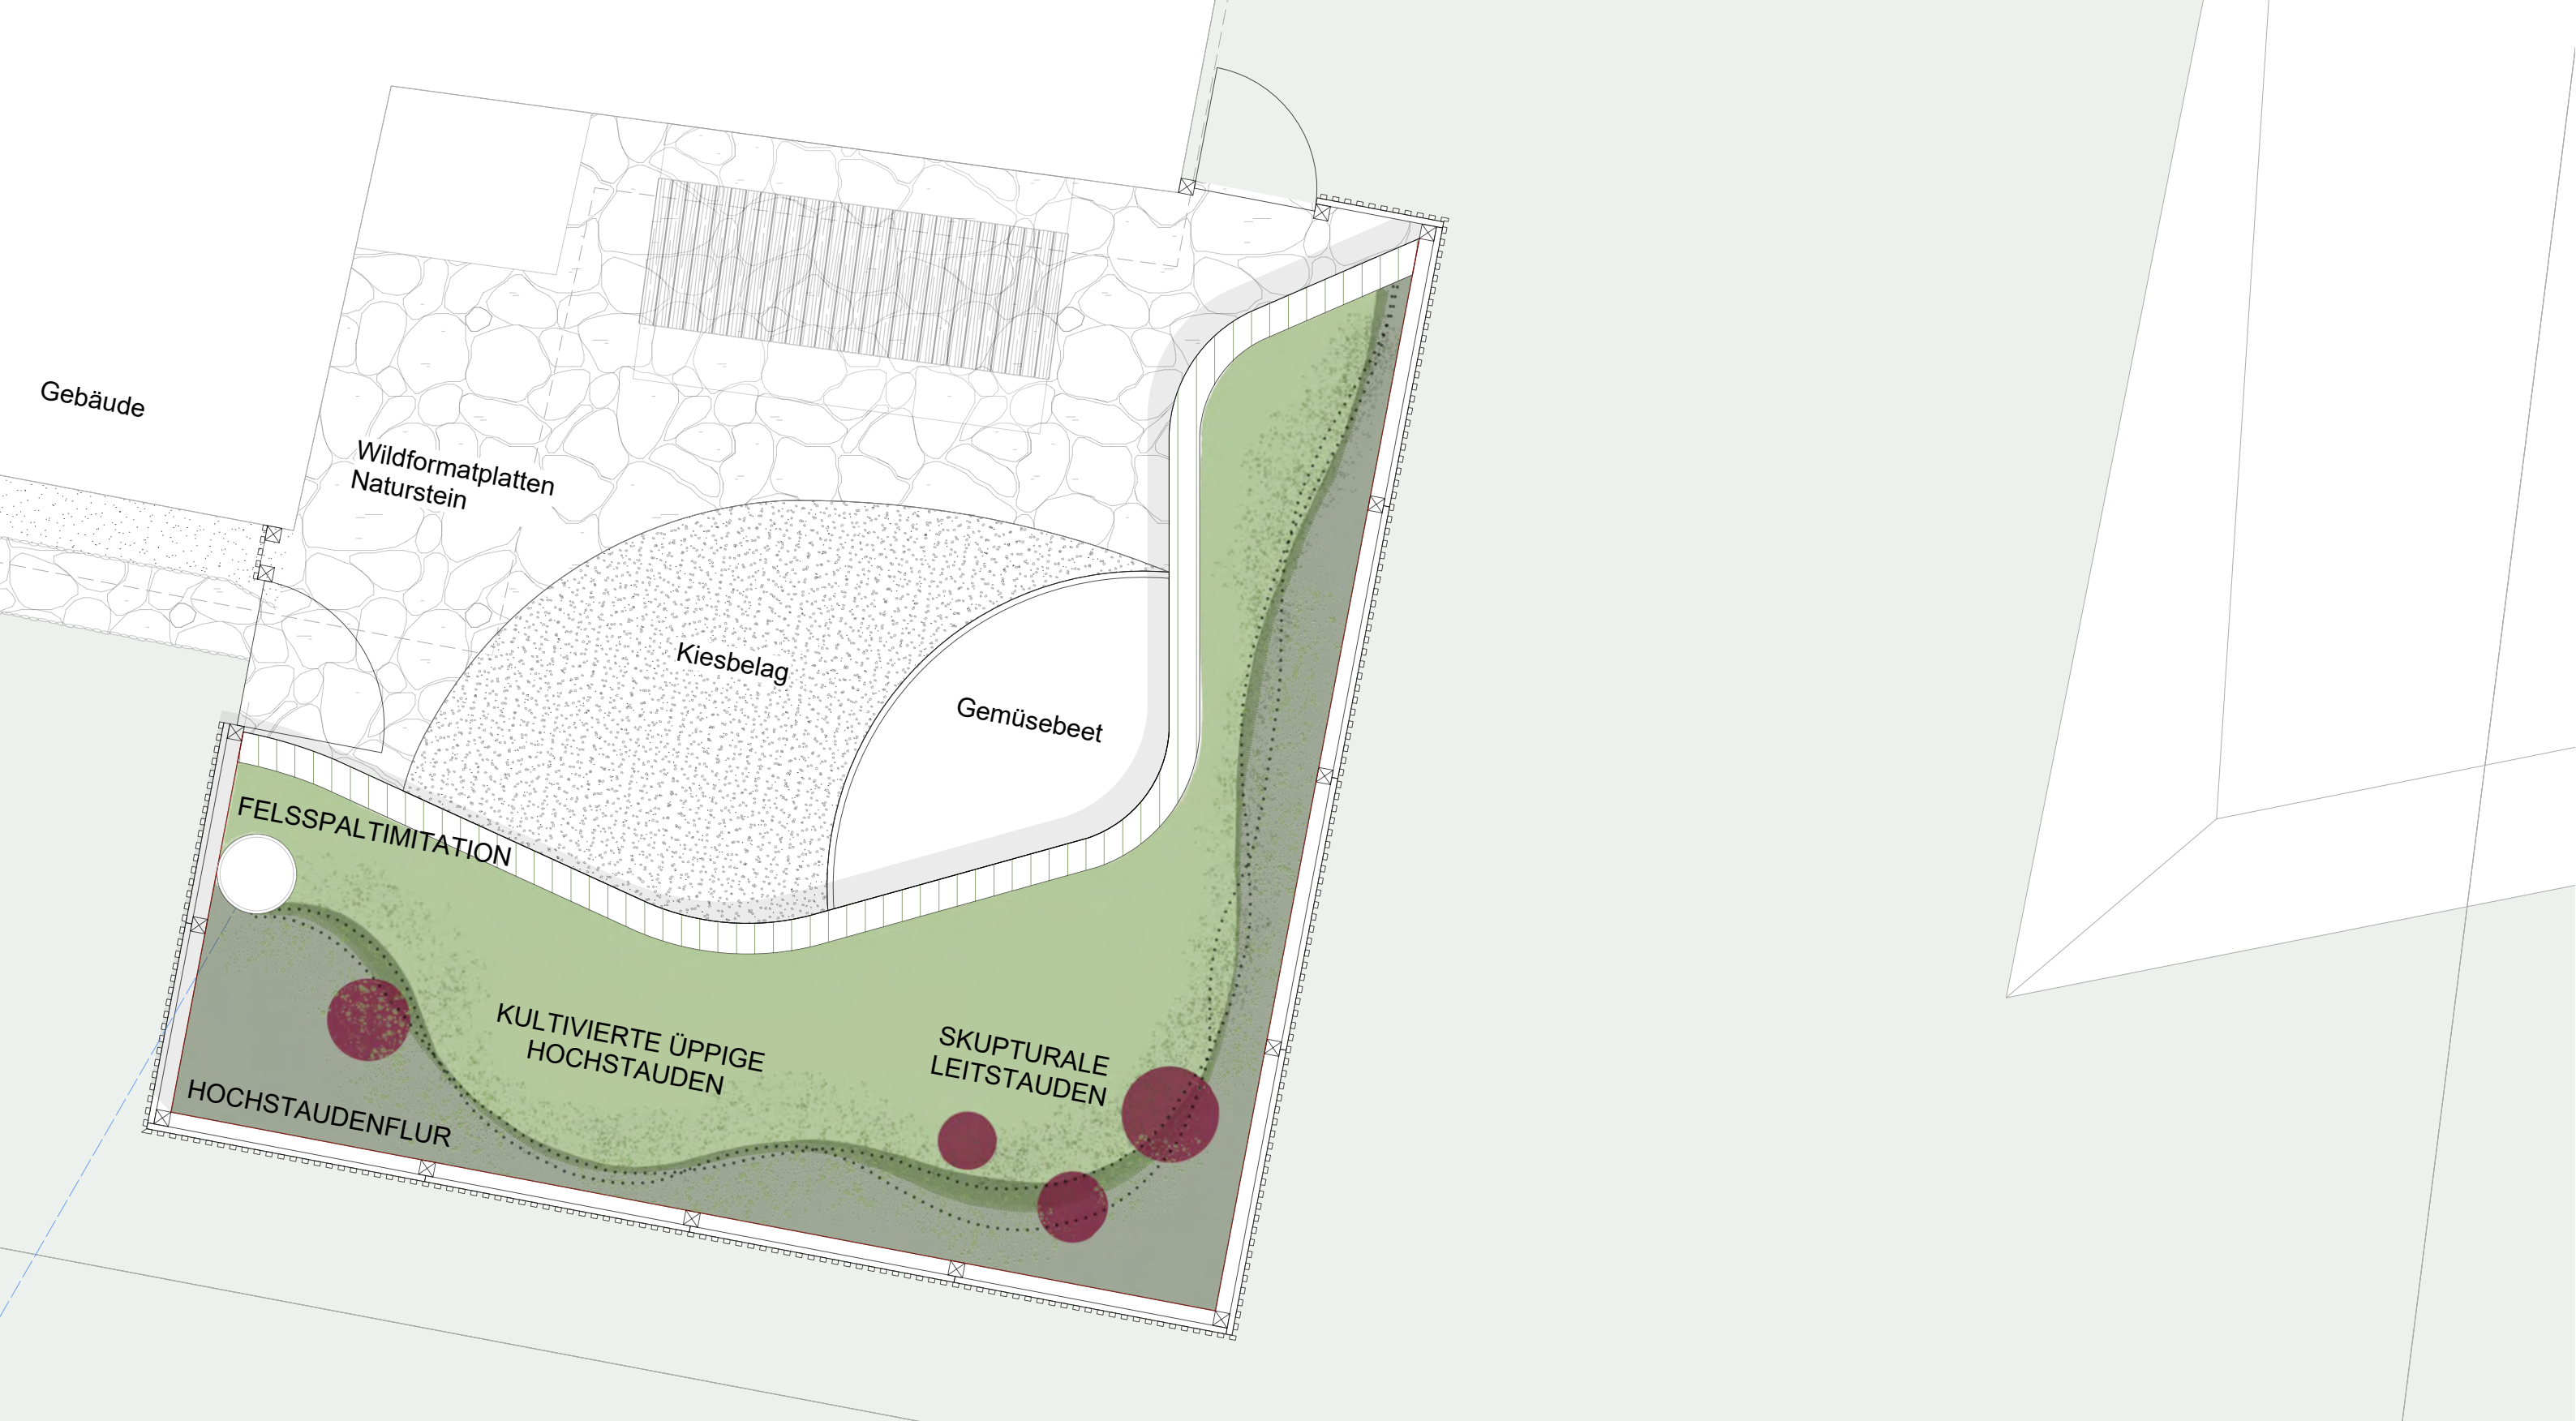 Gebäude
Wildformatplatten
Naturstein
Kiesbelag
Gemüsebeet
FELSSPALTIMITATION
KULTIVIERTE ÜPPIGE
HOCHSTAUDEN
SKUPTURALE
LEITSTAUDEN
HOCHSTAUDENFLUR